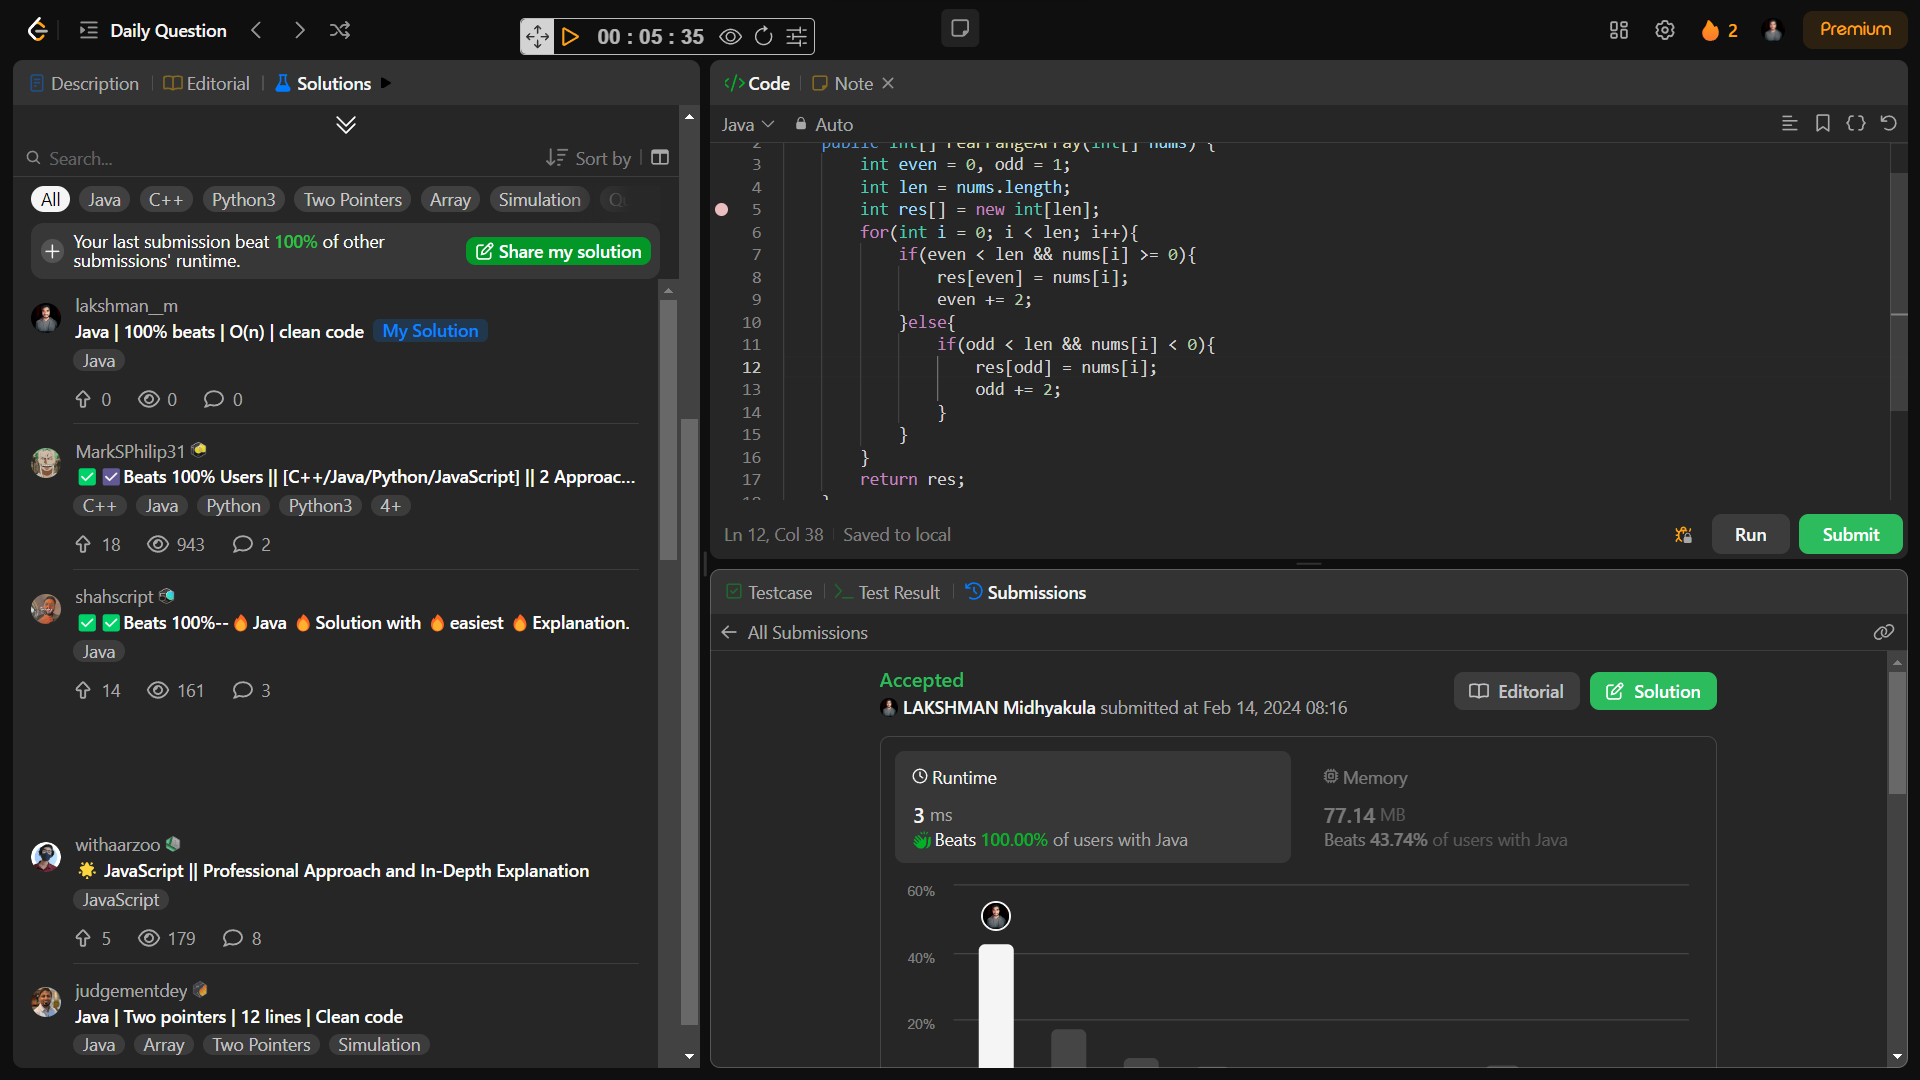 Daily Question
00 : 05 : 35
2
Premium
Description
Editorial
Solutions
Search...
Sort by
All
Java
C++
Python3
Two Pointers
Array
Simulation
Your last submission beat 100% of other
submissions' runtime.
Share my solution
lakshman__m
Java | 100% beats | O(n) | clean code
My Solution
Java
0
0
0
MarkSPhilip31
Beats 100% Users || [C++/Java/Python/JavaScript] || 2 Approac...
C++
Java
Python
Python3
4+
18
943
2
shahscript
Beats 100%--🔥Java 🔥Solution with 🔥easiest 🔥Explanation.
Java
14
161
3
withaarzoo
JavaScript || Professional Approach and In-Depth Explanation
JavaScript
5
179
8
judgementdey
Java | Two pointers | 12 lines | Clean code
Java
Array
Two Pointers
Simulation
Code
Note
Java
Auto
2 public int[] rearrangeArray(int[] nums) {
3 int even = 0, odd = 1;
4 int len = nums.length;
5 int res[] = new int[len];
6 for(int i = 0; i < len; i++){
7 if(even < len && nums[i] >= 0){
8 res[even] = nums[i];
9 even += 2;
10 }else{
11 if(odd < len && nums[i] < 0){
12 res[odd] = nums[i];
13 odd += 2;
14 }
15 }
16 }
17 return res;
18 }
Ln 12, Col 38
Saved to local
Run
Submit
Testcase
Test Result
Submissions
All Submissions
Accepted
LAKSHMAN Midhyakula submitted at Feb 14, 2024 08:16
Editorial
Solution
Runtime
3 ms
Beats 100.00% of users with Java
Memory
77.14 MB
Beats 43.74% of users with Java
60%
40%
20%